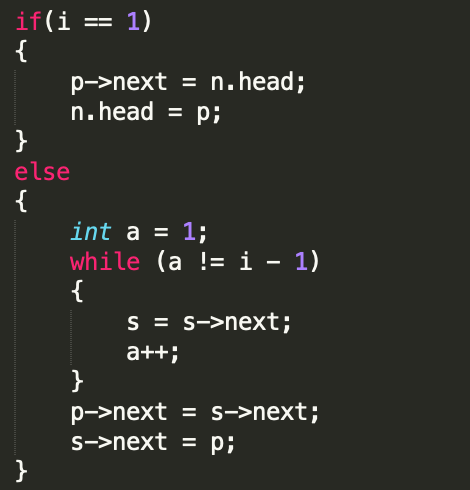 if(i == 1)
{
    p->next = n.head;
    n.head = p;
}
else
{
    int a = 1;
    while (a != i - 1)
    {
        s = s->next;
        a++;
    }
    p->next = s->next;
    s->next = p;
}